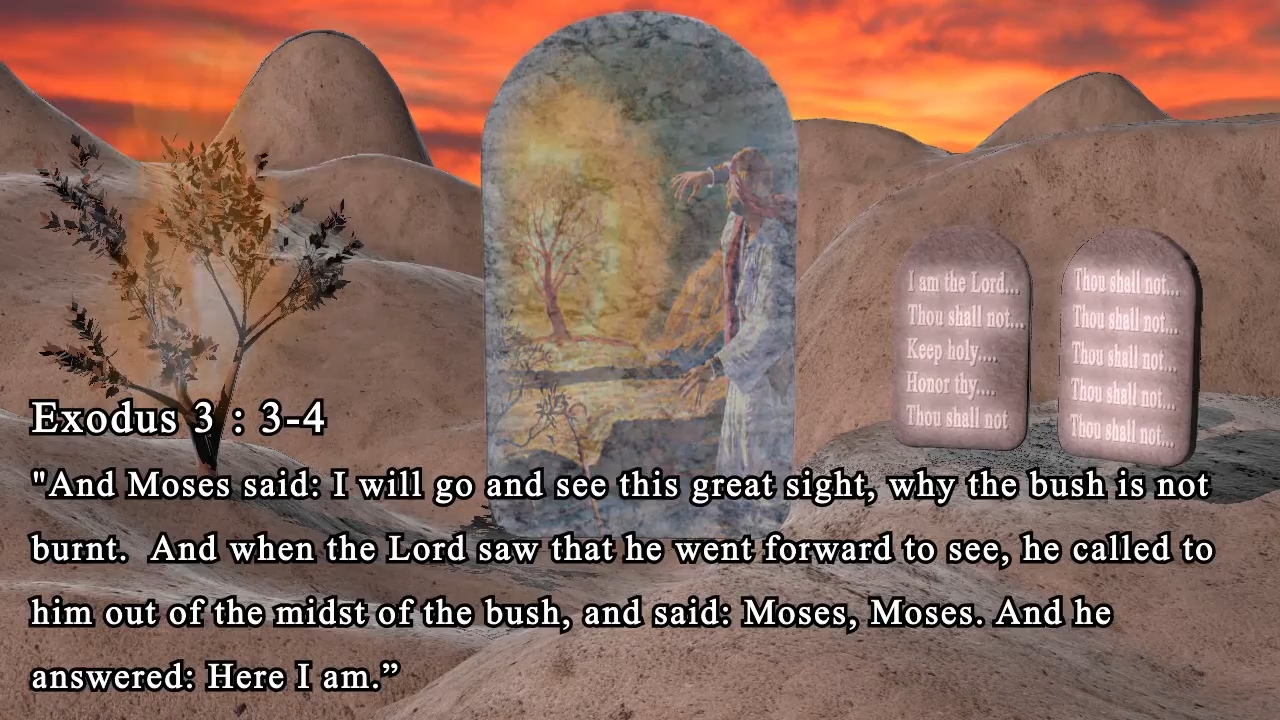 I am the Lord...
Thou shall not...
Keep holy....
Honor thy....
Thou shall not
Thou shall not...
Thou shall not...
Thou shall not...
Thou shall not...
Thou shall not...
Exodus 3 : 3-4
"And Moses said: I will go and see this great sight, why the bush is not
burnt.  And when the Lord saw that he went forward to see, he called to
him out of the midst of the bush, and said: Moses, Moses. And he
answered: Here I am.”